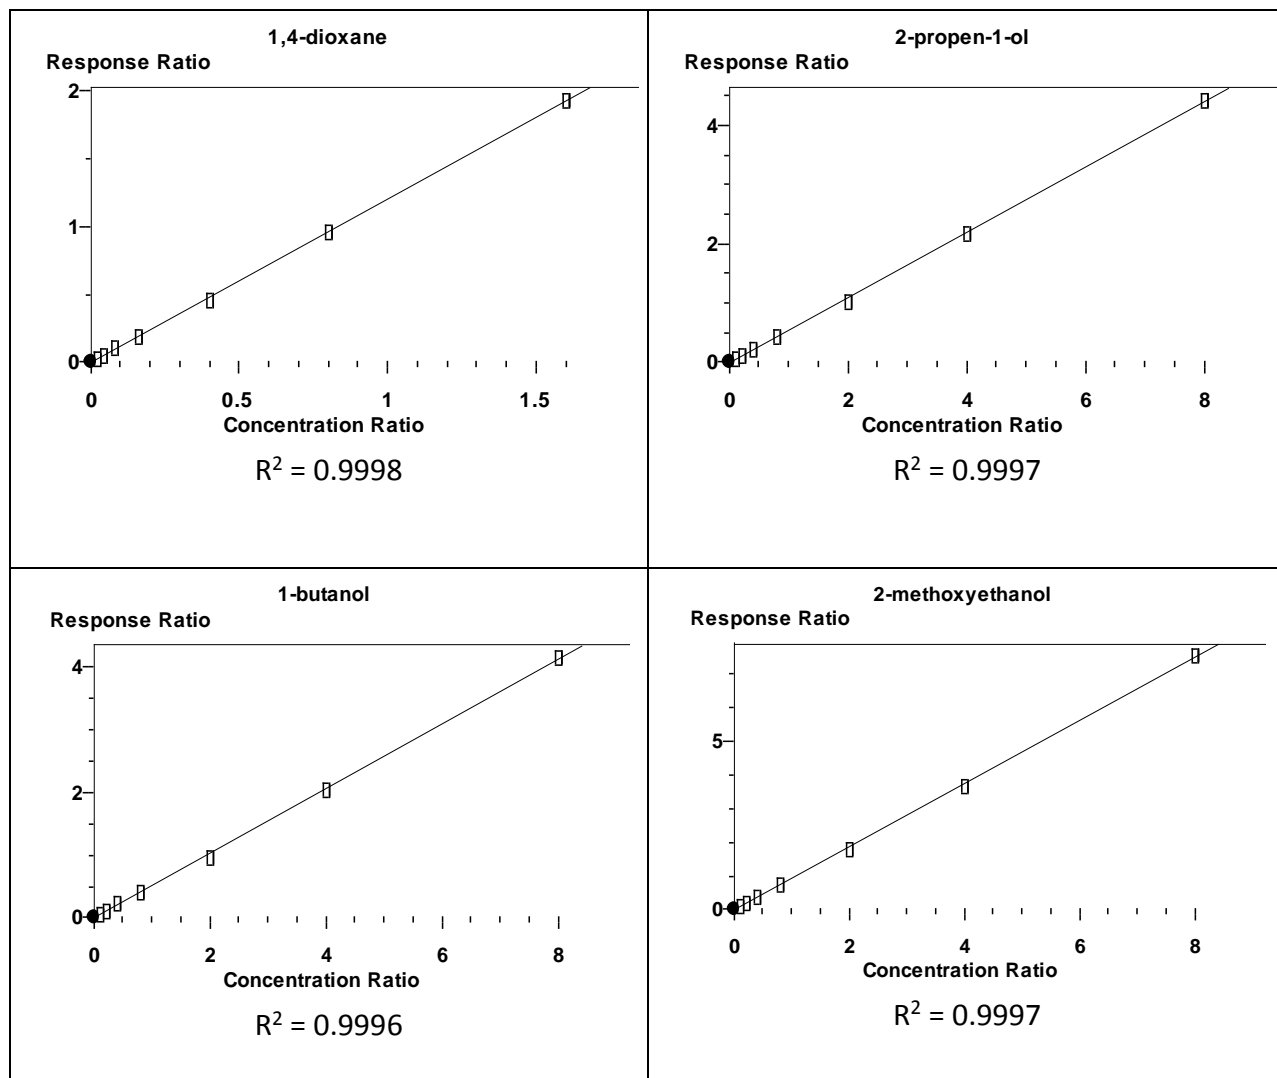 1,4-dioxane
Response Ratio
2
1
0
0 0.5 1 1.5
Concentration Ratio
R² = 0.9998
2-propen-1-ol
Response Ratio
4
2
0
0 2 4 6 8
Concentration Ratio
R² = 0.9997
1-butanol
Response Ratio
4
2
0
0 2 4 6 8
Concentration Ratio
R² = 0.9996
2-methoxyethanol
Response Ratio
5
0
0 2 4 6 8
Concentration Ratio
R² = 0.9997